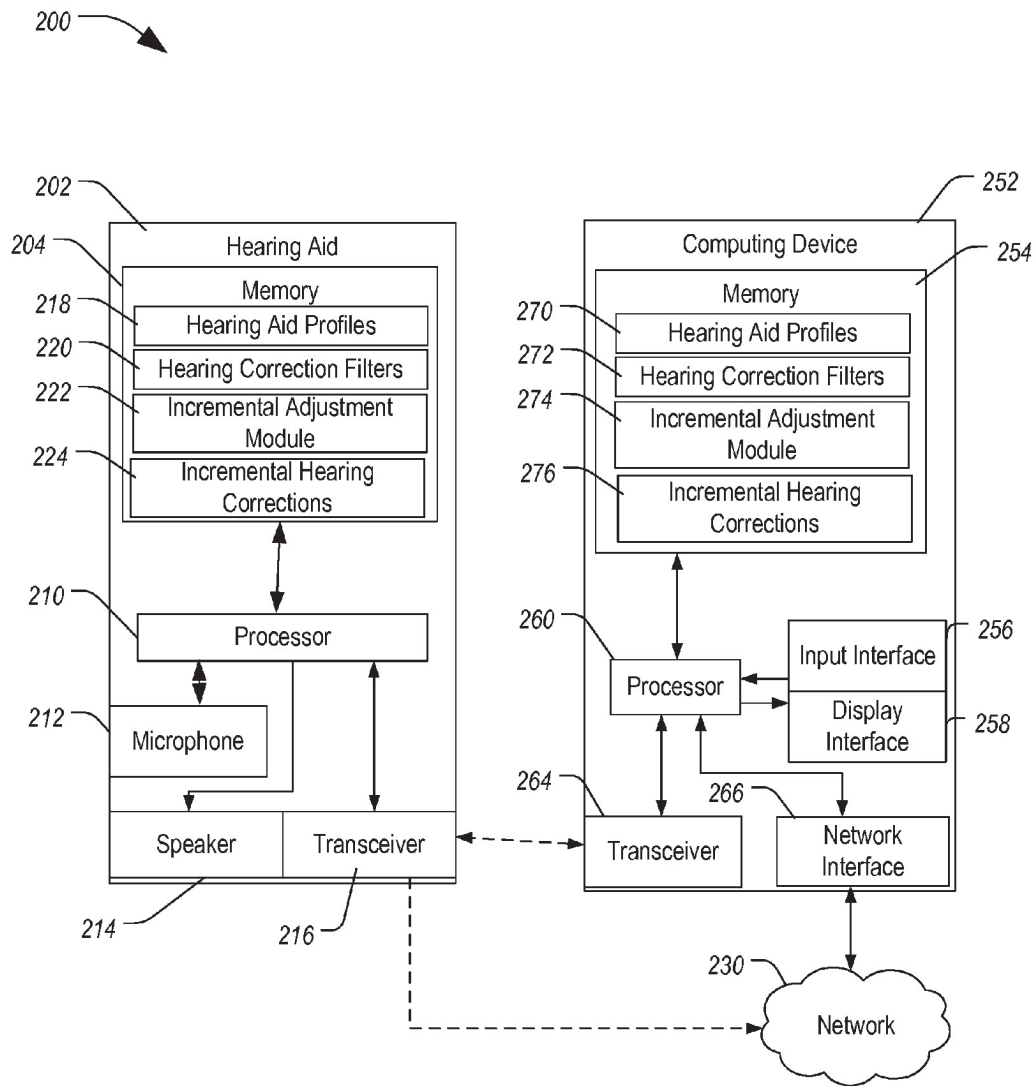 200
202
252
204
Hearing Aid
Computing Device
254
Memory
Memory
218
Hearing Aid Profiles
270
Hearing Aid Profiles
220
Hearing Correction Filters
272
Hearing Correction Filters
222
Incremental Adjustment
Module
274
Incremental Adjustment
Module
224
Incremental Hearing
Corrections
276
Incremental Hearing
Corrections
210
Processor
260
Processor
256
Input Interface
212
Microphone
Display
Interface
258
264
266
Speaker
Transceiver
Transceiver
Network
Interface
214
216
230
Network